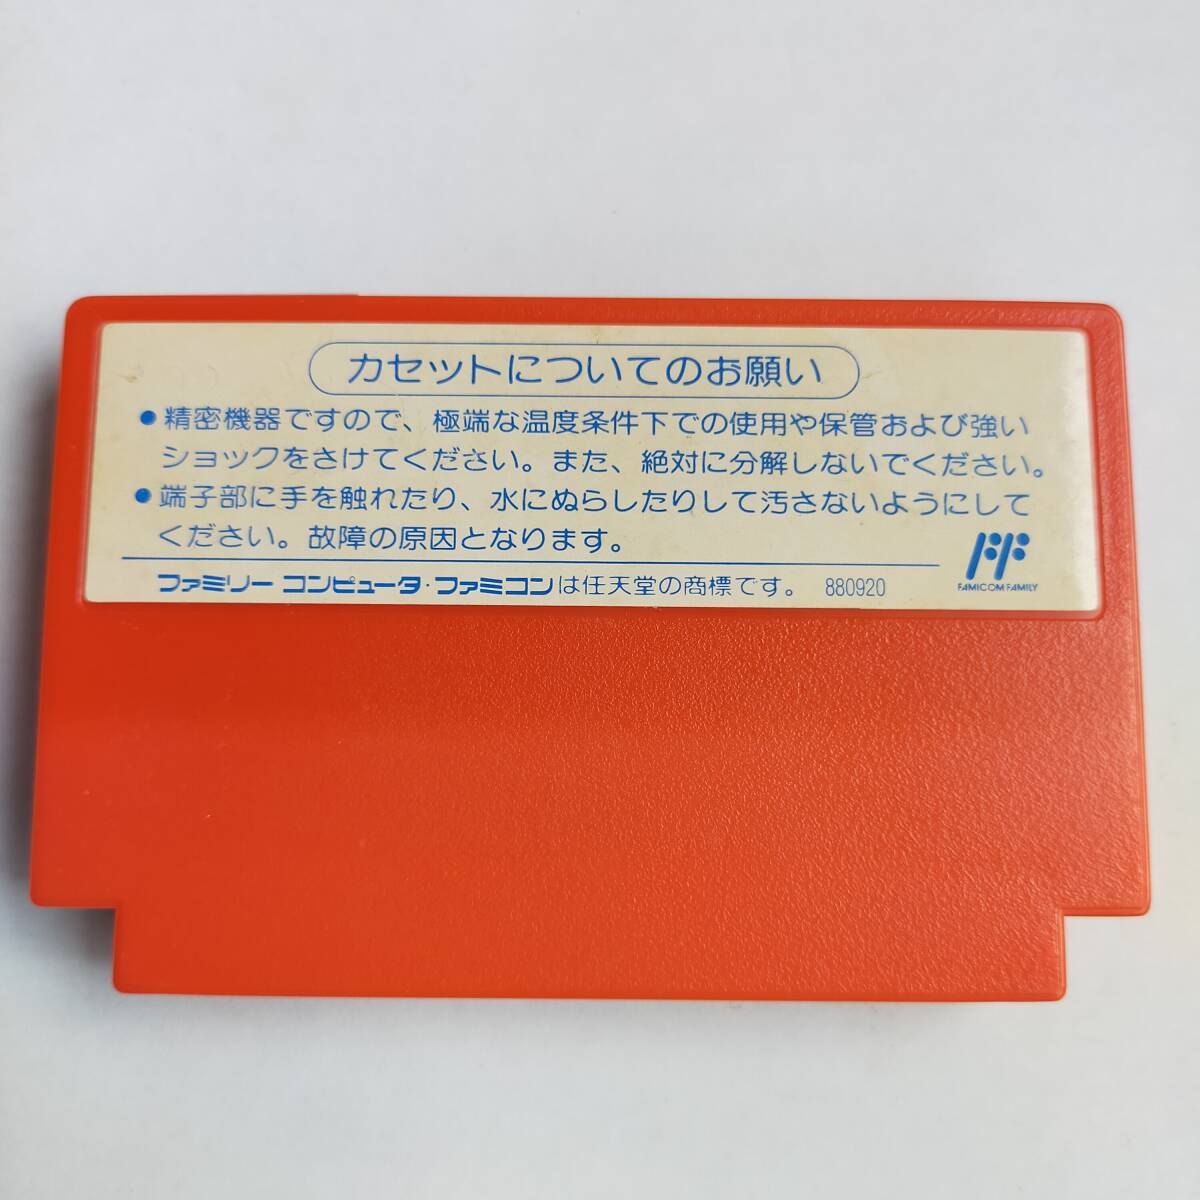 カセットについてのお願い
●精密機器ですので、極端な温度条件下での使用や保管および強い
ショックをさけてください。また、絶対に分解しないでください。
●端子部に手を触れたり、水にぬらしたりして汚さないようにして
ください。故障の原因となります。
ファミリー コンピュータ・ファミコンは任天堂の商標です。 880920
FF
FAMICOM FAMILY